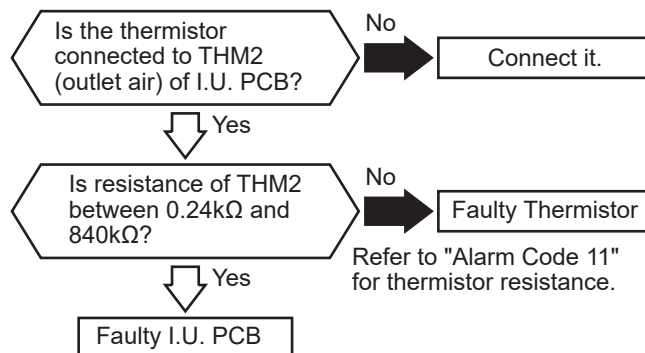 Is the thermistor
connected to THM2
(outlet air) of I.U. PCB?
No
Connect it.
Yes
Is resistance of THM2
between 0.24kΩ and
840kΩ?
No
Faulty Thermistor
Refer to "Alarm Code 11"
for thermistor resistance.
Yes
Faulty I.U. PCB